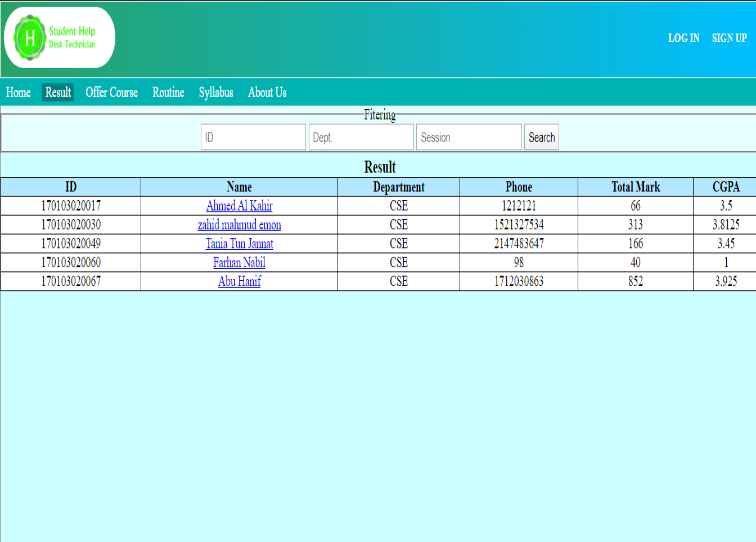 H Student Help
Desk Technician
LOG IN SIGN UP
Home Result Offer Course Routine Syllabus About Us
Fitering
ID Dept. Session Search
Result
ID Name Department Phone Total Mark CGPA
170103020017 Ahmed Al Kahir CSE 1212121 66 3.5
170103020030 zahid mahmud emon CSE 1521327534 313 3.8125
170103020049 Tania Tun Jannat CSE 2147483647 166 3.45
170103020060 Farhan Nabil CSE 98 40 1
170103020067 Abu Hanif CSE 1712030863 852 3.925